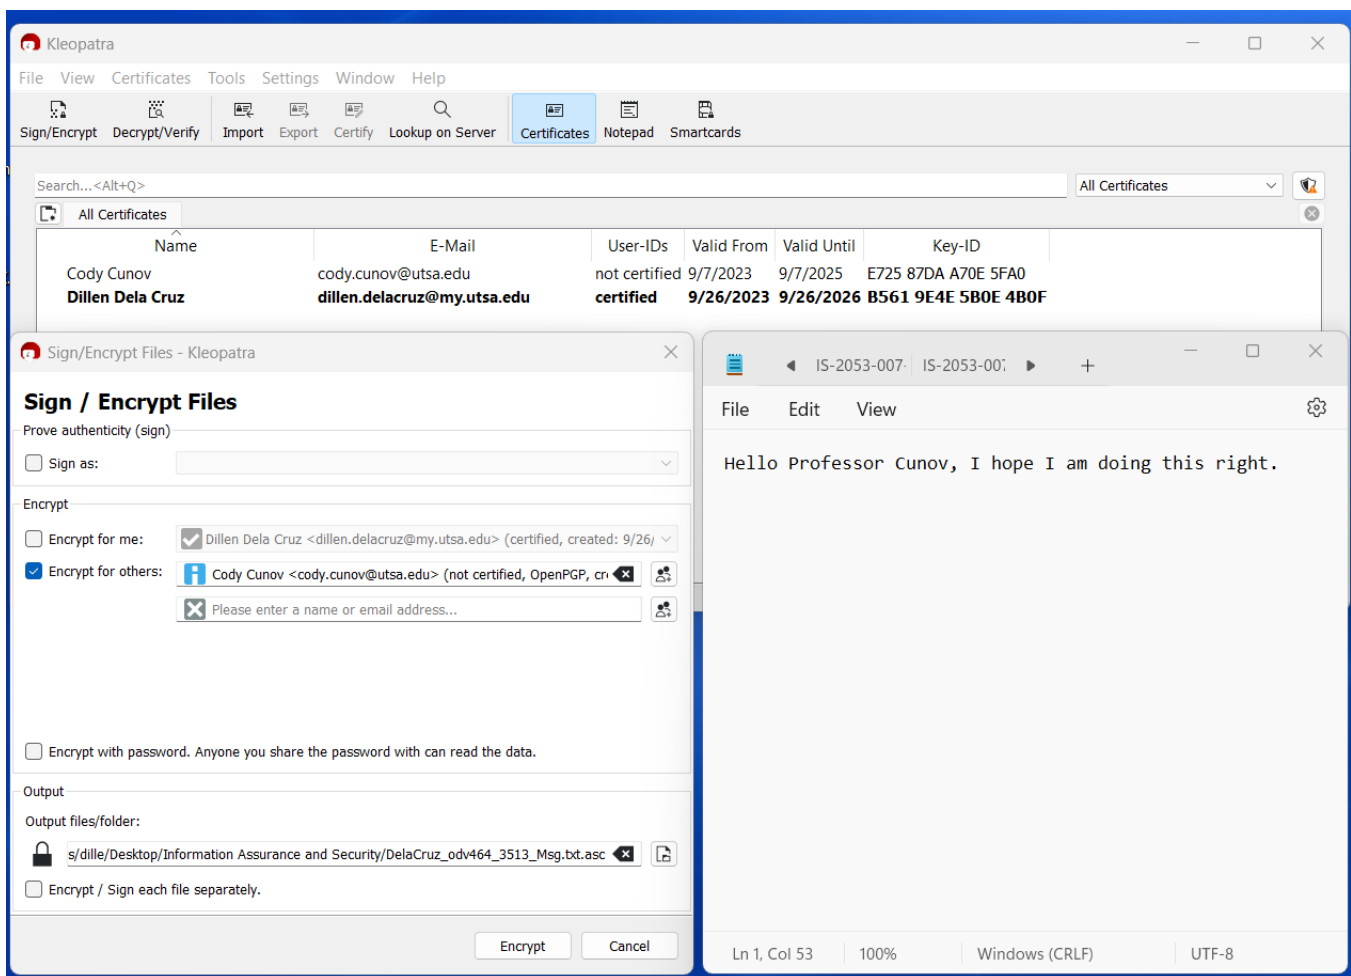 Kleopatra
File View Certificates Tools Settings Window Help
Sign/Encrypt Decrypt/Verify Import Export Certify Lookup on Server Certificates Notepad Smartcards
Search...<Alt+Q> All Certificates
All Certificates
Name E-Mail User-IDs Valid From Valid Until Key-ID
Cody Cunov cody.cunov@utsa.edu not certified 9/7/2023 9/7/2025 E725 87DA A70E 5FA0
Dillen Dela Cruz dillen.delacruz@my.utsa.edu certified 9/26/2023 9/26/2026 B561 9E4E 5B0E 4B0F
Sign/Encrypt Files - Kleopatra
Sign / Encrypt Files
Prove authenticity (sign)
Sign as:
Encrypt
Encrypt for me: Dillen Dela Cruz <dillen.delacruz@my.utsa.edu> (certified, created: 9/26/
Encrypt for others: Cody Cunov <cody.cunov@utsa.edu> (not certified, OpenPGP, cr
Please enter a name or email address...
Encrypt with password. Anyone you share the password with can read the data.
Output
Output files/folder:
s/dille/Desktop/Information Assurance and Security/DelaCruz_odv464_3513_Msg.txt.asc
Encrypt / Sign each file separately.
Encrypt Cancel
IS-2053-007- IS-2053-007
File Edit View
Hello Professor Cunov, I hope I am doing this right.
Ln 1, Col 53 100% Windows (CRLF) UTF-8